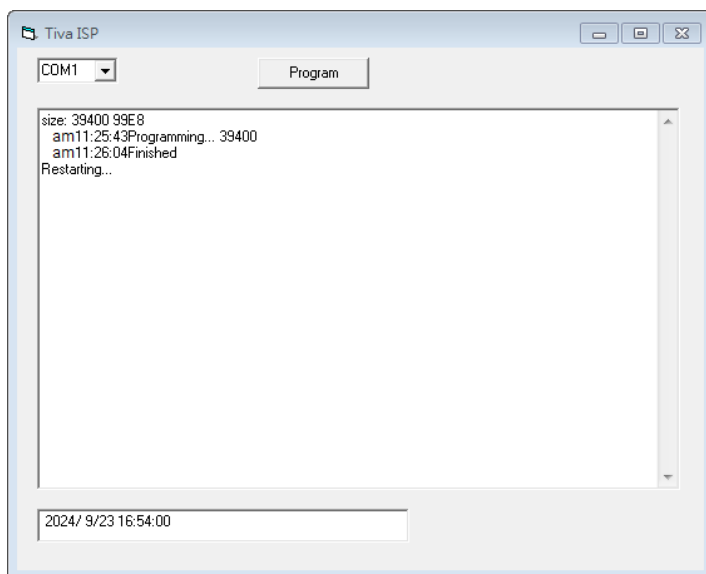 Tiva ISP
COM1
Program
size: 39400 99E8
am11:25:43Programming... 39400
am11:26:04Finished
Restarting...
2024/ 9/23 16:54:00